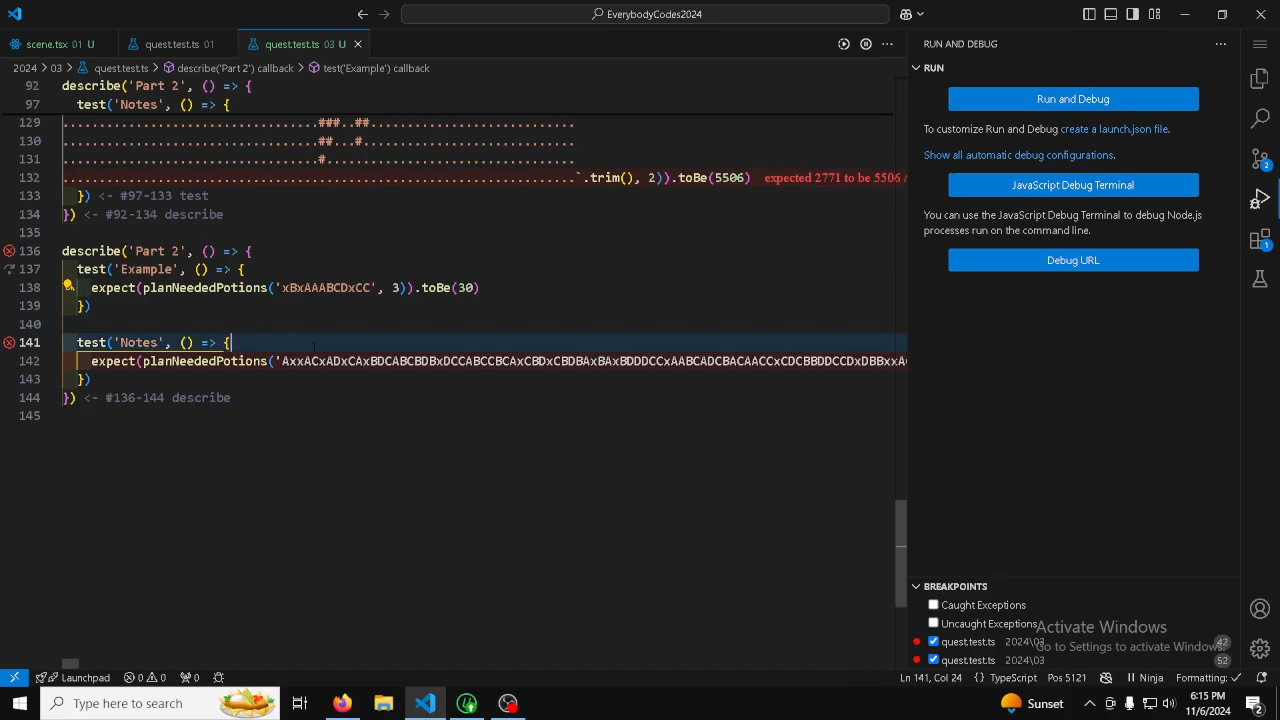 EverybodyCodes2024
scene.tsx 01 U
quest.test.ts 01
quest.test.ts 03 U
RUN AND DEBUG
2024 > 03 > quest.test.ts > describe('Part 2') callback > test('Example') callback
RUN
92 describe('Part 2', () => {
97 test('Notes', () => {
129 ...................................###..##............................
130 ...................................##...#.............................
131 ...................................#..................................
132 ......................................................................`.trim(), 2)).toBe(5506) expected 2771 to be 5506 /
133 }) <- #97-133 test
134 }) <- #92-134 describe
135
136 describe('Part 2', () => {
137 test('Example', () => {
138 expect(planNeededPotions('xBxAAABCDxCC', 3)).toBe(30)
139 })
140
141 test('Notes', () => {
142 expect(planNeededPotions('AxxACxADxCAxBDCABCBDBxDCCABCCBCAxCBDxCBDBAxBAxBDDDCCxAABCADCBACAACCxCDCBBDDCCDxDBBxxA
143 })
144 }) <- #136-144 describe
145
Run and Debug
To customize Run and Debug create a launch.json file.
Show all automatic debug configurations.
JavaScript Debug Terminal
You can use the JavaScript Debug Terminal to debug Node.js
processes run on the command line.
Debug URL
2
1
BREAKPOINTS
Caught Exceptions
Uncaught Exceptions
quest.test.ts 2024\03 42
quest.test.ts 2024\03 52
Activate Windows
Go to Settings to activate Windows.
Launchpad 0 0 0
Ln 141, Col 24 {} TypeScript Pos 5121 Ninja Formatting:
Type here to search
Sunset
6:15 PM
11/6/2024
2